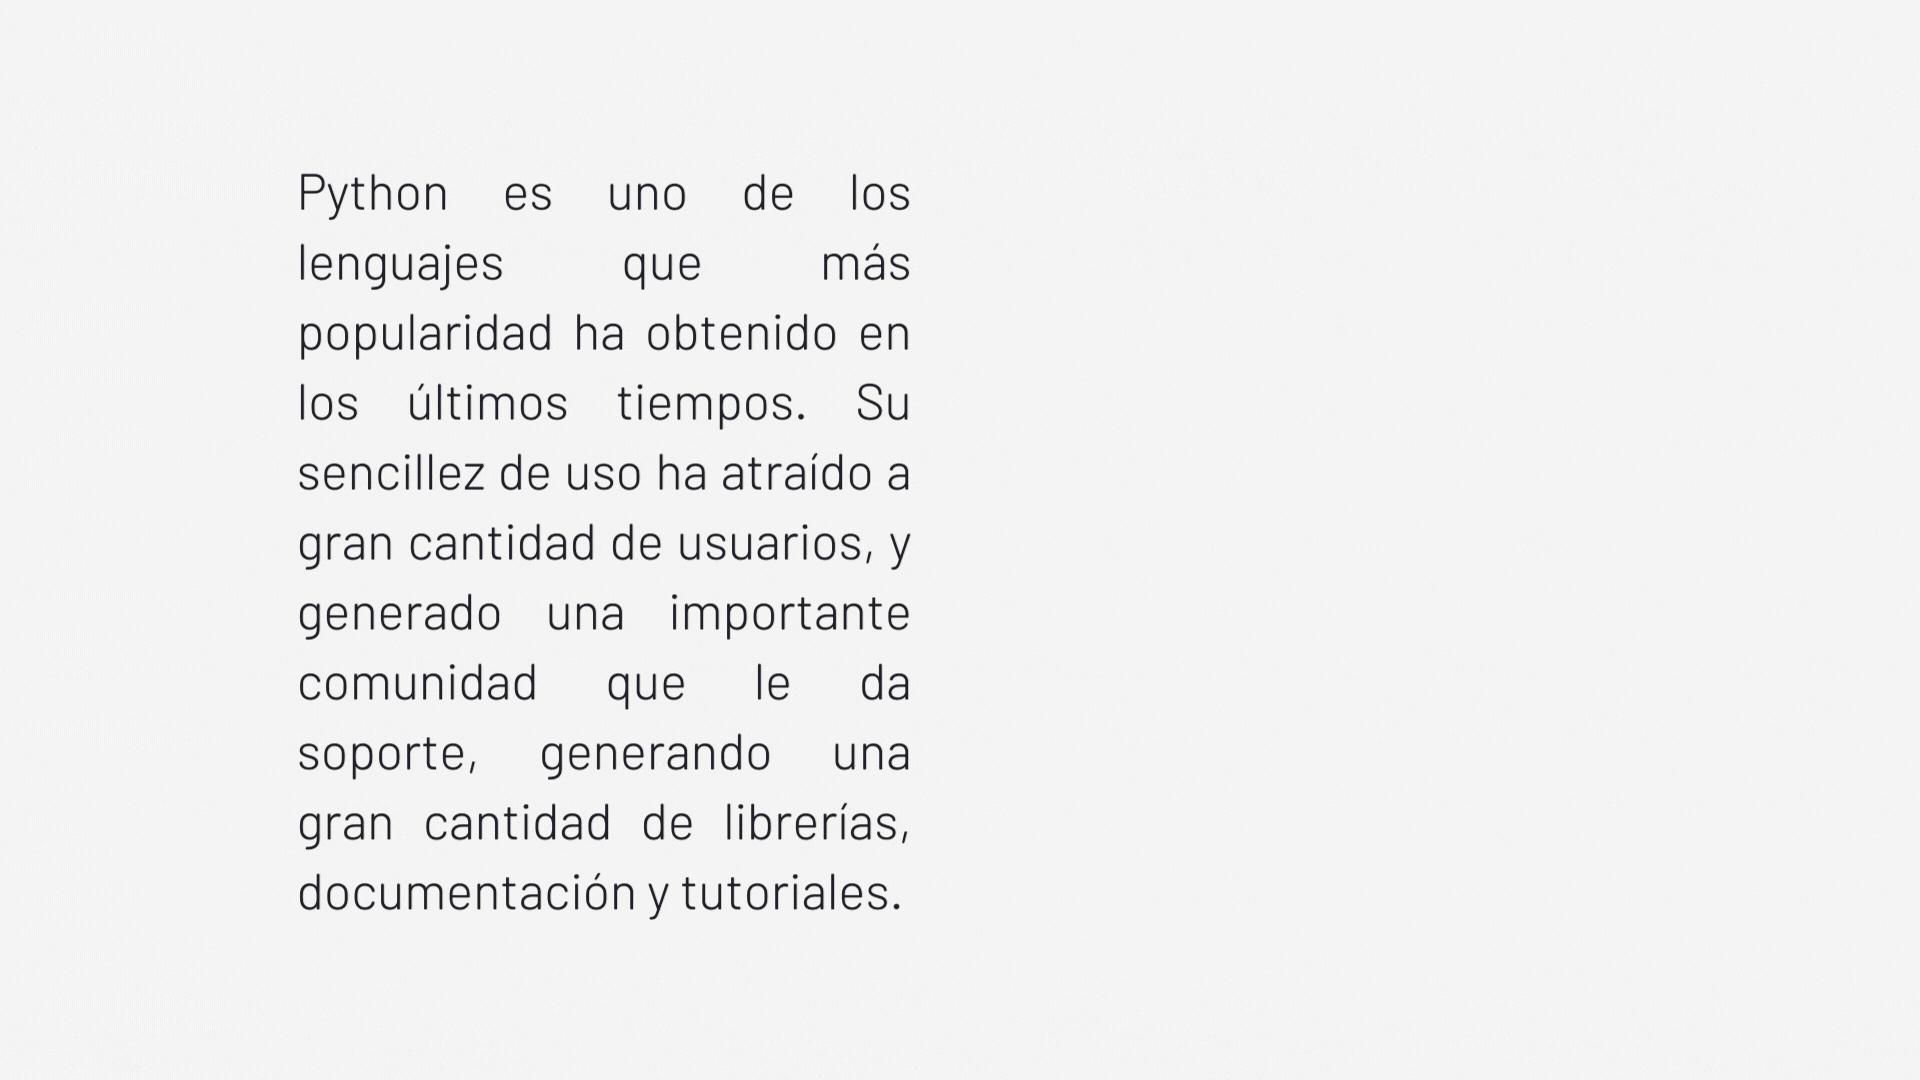 Python es uno de los
lenguajes que más
popularidad ha obtenido en
los últimos tiempos. Su
sencillez de uso ha atraído a
gran cantidad de usuarios, y
generado una importante
comunidad que le da
soporte, generando una
gran cantidad de librerías,
documentación y tutoriales.